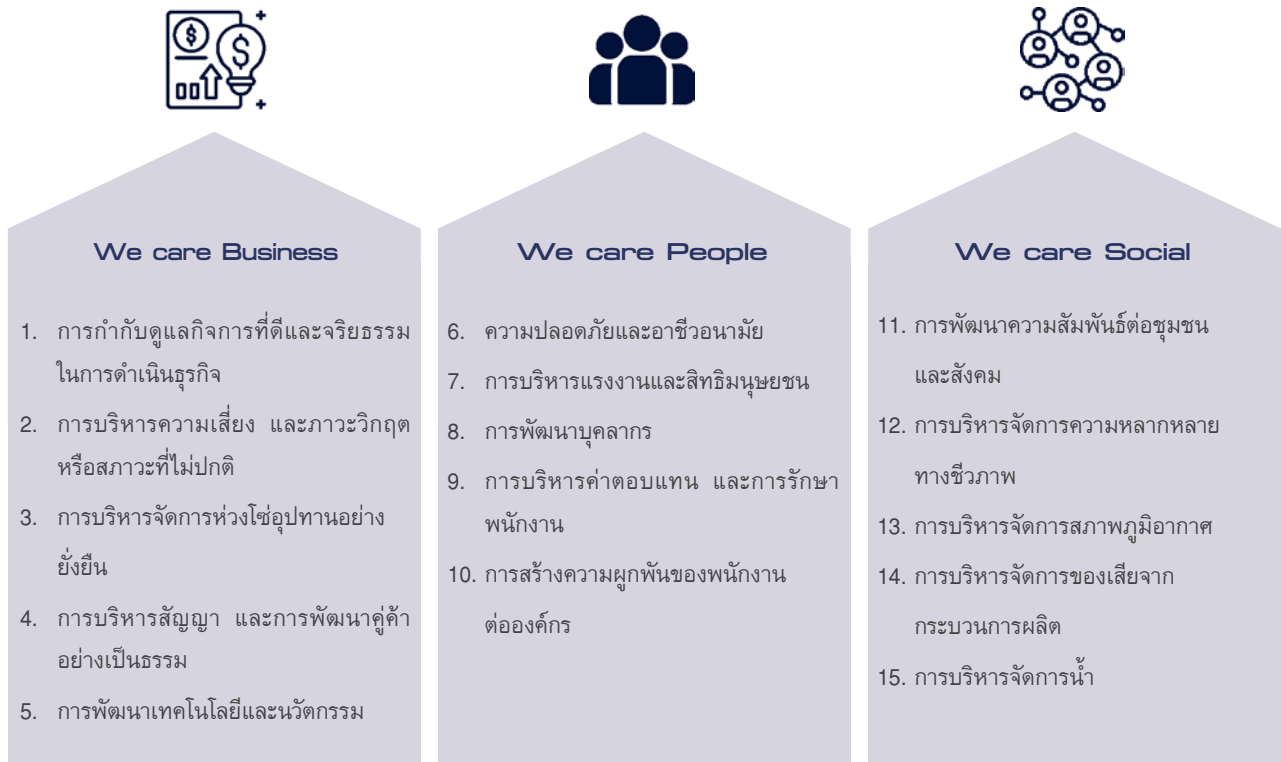 We care Business
1. การกำกับดูแลกิจการที่ดีและจริยธรรม
ในการดำเนินธุรกิจ
2. การบริหารความเสี่ยง และภาวะวิกฤต
หรือสภาวะที่ไม่ปกติ
3. การบริหารจัดการห่วงโซ่อุปทานอย่าง
ยั่งยืน
4. การบริหารสัญญา และการพัฒนาคู่ค้า
อย่างเป็นธรรม
5. การพัฒนาเทคโนโลยีและนวัตกรรม
We care People
6. ความปลอดภัยและอาชีวอนามัย
7. การบริหารแรงงานและสิทธิมนุษยชน
8. การพัฒนาบุคลากร
9. การบริหารค่าตอบแทน และการรักษา
พนักงาน
10. การสร้างความผูกพันของพนักงาน
ต่อองค์กร
We care Social
11. การพัฒนาความสัมพันธ์ต่อชุมชน
และสังคม
12. การบริหารจัดการความหลากหลาย
ทางชีวภาพ
13. การบริหารจัดการสภาพภูมิอากาศ
14. การบริหารจัดการของเสียจาก
กระบวนการผลิต
15. การบริหารจัดการน้ำ